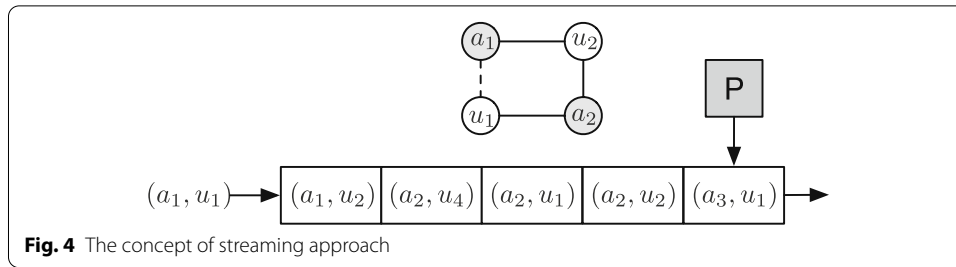 a₁ u₂
P
u₁ a₂
(a₁, u₁) (a₁, u₂) (a₂, u₄) (a₂, u₁) (a₂, u₂) (a₃, u₁)
Fig. 4 The concept of streaming approach